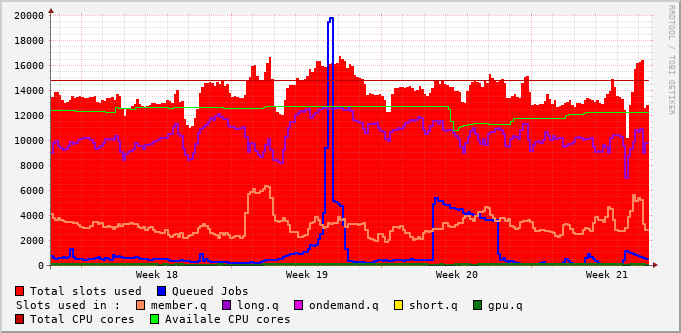 20000
18000
16000
14000
12000
10000
8000
6000
4000
2000
0
Week 18 Week 19 Week 20 Week 21
RRDTOOL / TOBI OETIKER
Total slots used Queued Jobs
Slots used in : member.q long.q ondemand.q short.q gpu.q
Total CPU cores Availale CPU cores